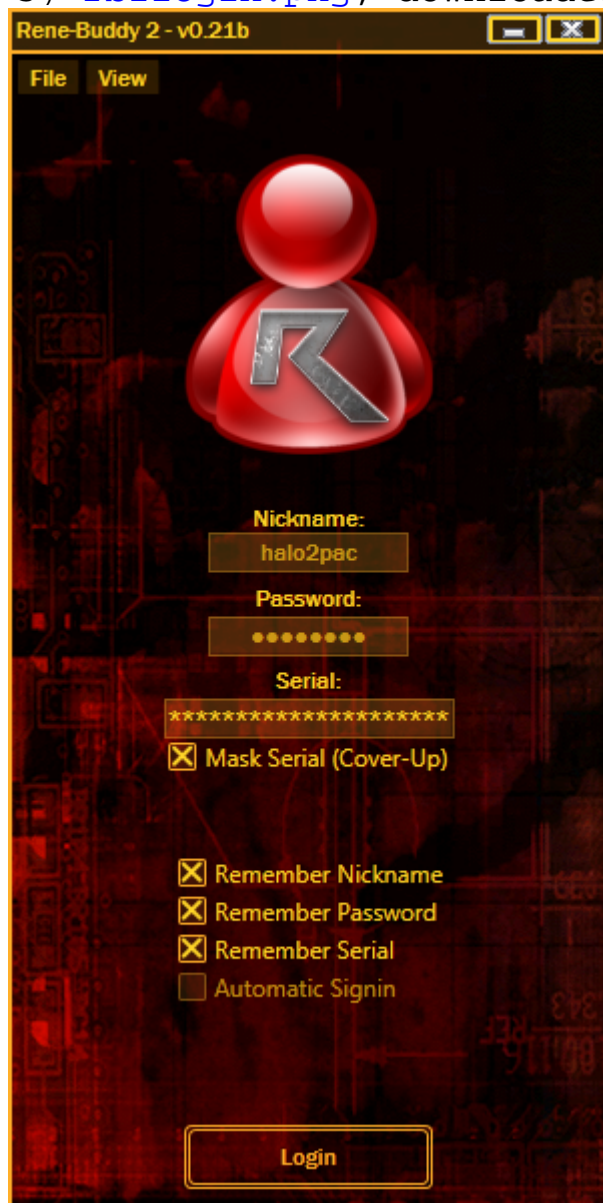 Rene-Buddy 2 - v0.21b
File View
R
Nickname:
halo2pac
Password:
●●●●●●●●
Serial:
*********************
Mask Serial (Cover-Up)
Remember Nickname
Remember Password
Remember Serial
Automatic Signin
Login